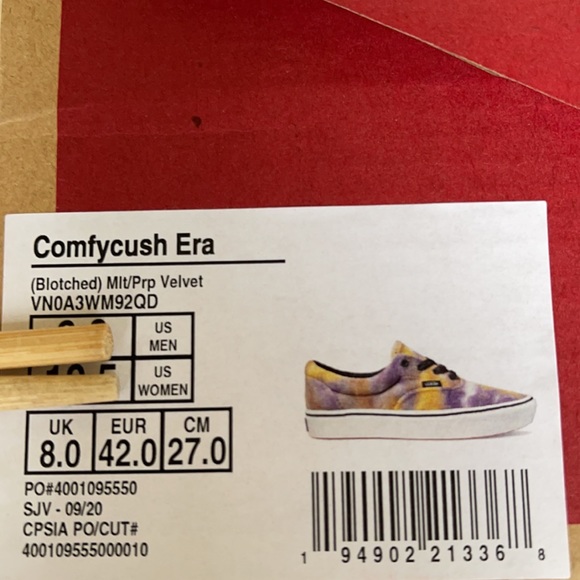 Comfycush Era
(Blotched) Mlt/Prp Velvet
VN0A3WM92QD
US MEN
US WOMEN
UK EUR CM
8.0 42.0 27.0
PO#4001095550
SJV - 09/20
CPSIA PO/CUT#
400109555000010
1 94902 21336 8